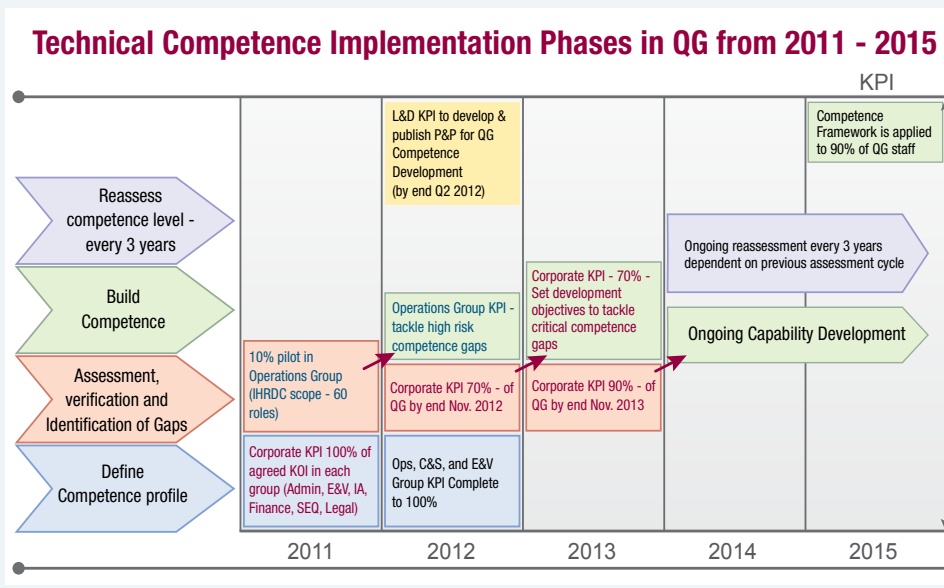 Technical Competence Implementation Phases in QG from 2011 - 2015
KPI
L&D KPI to develop &
publish P&P for QG
Competence
Development
(by end Q2 2012)
Competence
Framework is applied
to 90% of QG staff
Reassess
competence level -
every 3 years
Ongoing reassessment every 3 years
dependent on previous assessment cycle
Build
Competence
Operations Group KPI -
tackle high risk
competence gaps
Corporate KPI - 70% -
Set development
objectives to tackle
critical competence
gaps
Ongoing Capability Development
Assessment,
verification and
Identification of Gaps
10% pilot in
Operations Group
(IHRDC scope - 60
roles)
Corporate KPI 70% - of
QG by end Nov. 2012
Corporate KPI 90% - of
QG by end Nov. 2013
Define
Competence profile
Corporate KPI 100% of
agreed KOI in each
group (Admin, E&V, IA,
Finance, SEQ, Legal)
Ops, C&S, and E&V
Group KPI Complete
to 100%
2011
2012
2013
2014
2015